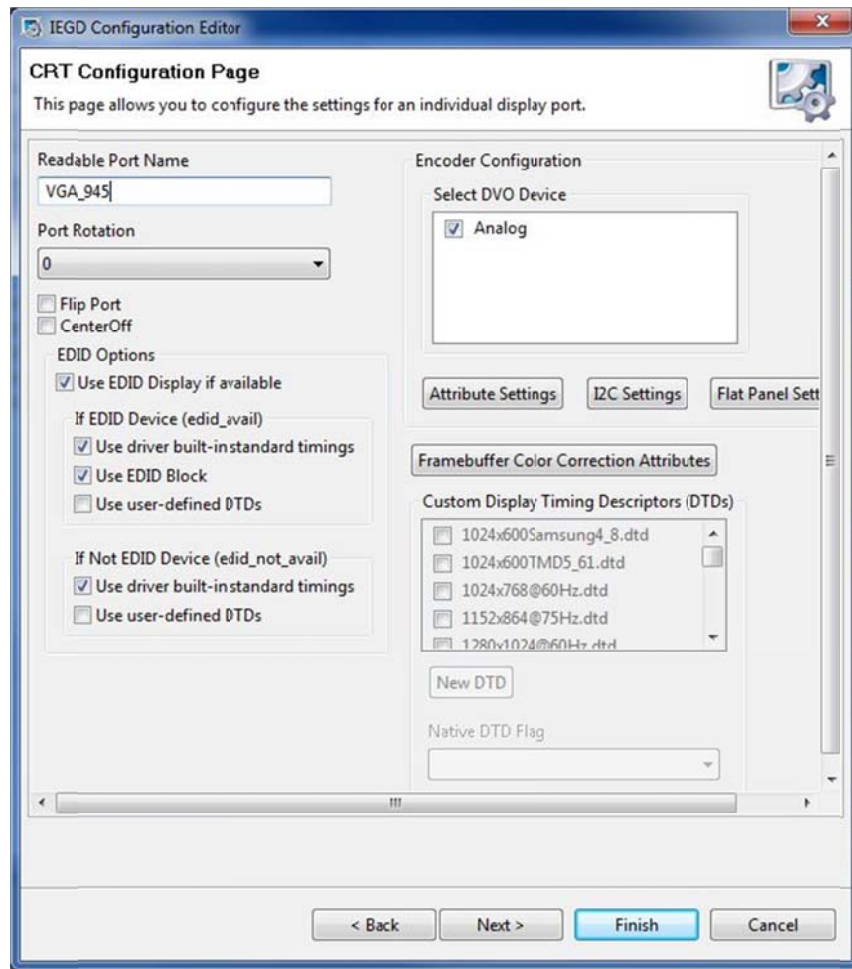 IEGD Configuration Editor
CRT Configuration Page
This page allows you to configure the settings for an individual display port.
Readable Port Name
VGA_945
Port Rotation
0
Flip Port
CenterOff
EDID Options
Use EDID Display if available
If EDID Device (edid_avail)
Use driver built-instandard timings
Use EDID Block
Use user-defined DTDs
If Not EDID Device (edid_not_avail)
Use driver built-instandard timings
Use user-defined DTDs
Encoder Configuration
Select DVO Device
Analog
Attribute Settings
I2C Settings
Flat Panel Sett
Framebuffer Color Correction Attributes
Custom Display Timing Descriptors (DTDs)
1024x600Samsung4_8.dtd
1024x600TMD5_61.dtd
1024x768@60Hz.dtd
1152x864@75Hz.dtd
1280x1024@60Hz.dtd
New DTD
Native DTD Flag
< Back
Next >
Finish
Cancel